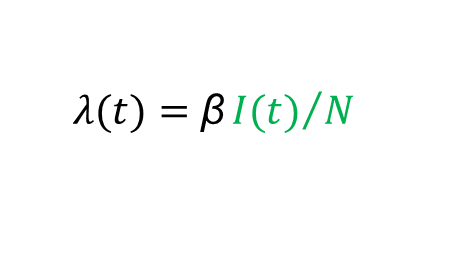 λ(t) = β I(t)/N